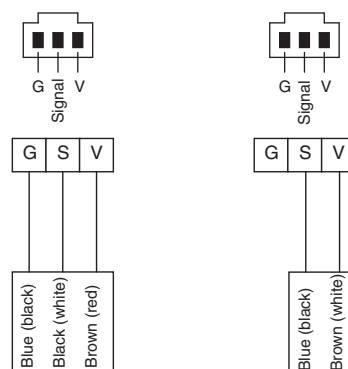 G Signal V
G S V
Blue (black)
Black (white)
Brown (red)
G Signal V
G S V
Blue (black)
Brown (white)